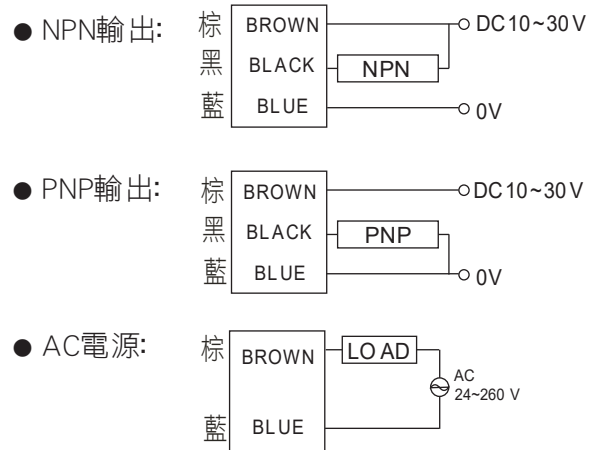 ● NPN輸出: 棕 BROWN DC10~30V
黑 BLACK NPN
藍 BLUE 0V
● PNP輸出: 棕 BROWN DC10~30V
黑 BLACK PNP
藍 BLUE 0V
● AC電源: 棕 BROWN LOAD
AC
24~260 V
藍 BLUE